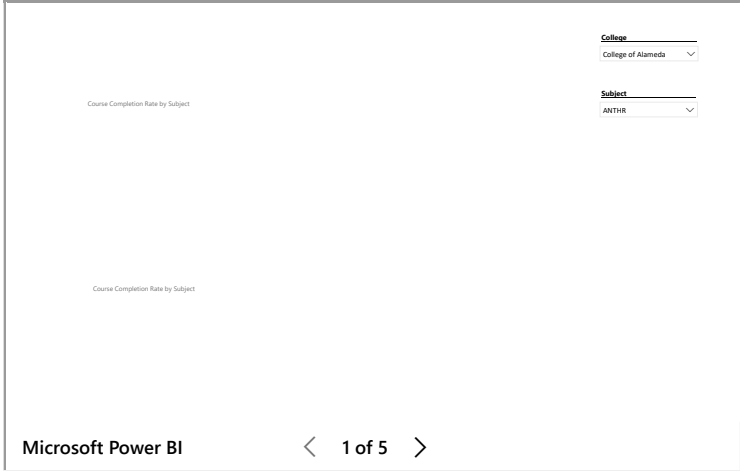 College
College of Alameda
Subject
ANTHR
Course Completion Rate by Subject
Course Completion Rate by Subject
Microsoft Power BI
1 of 5